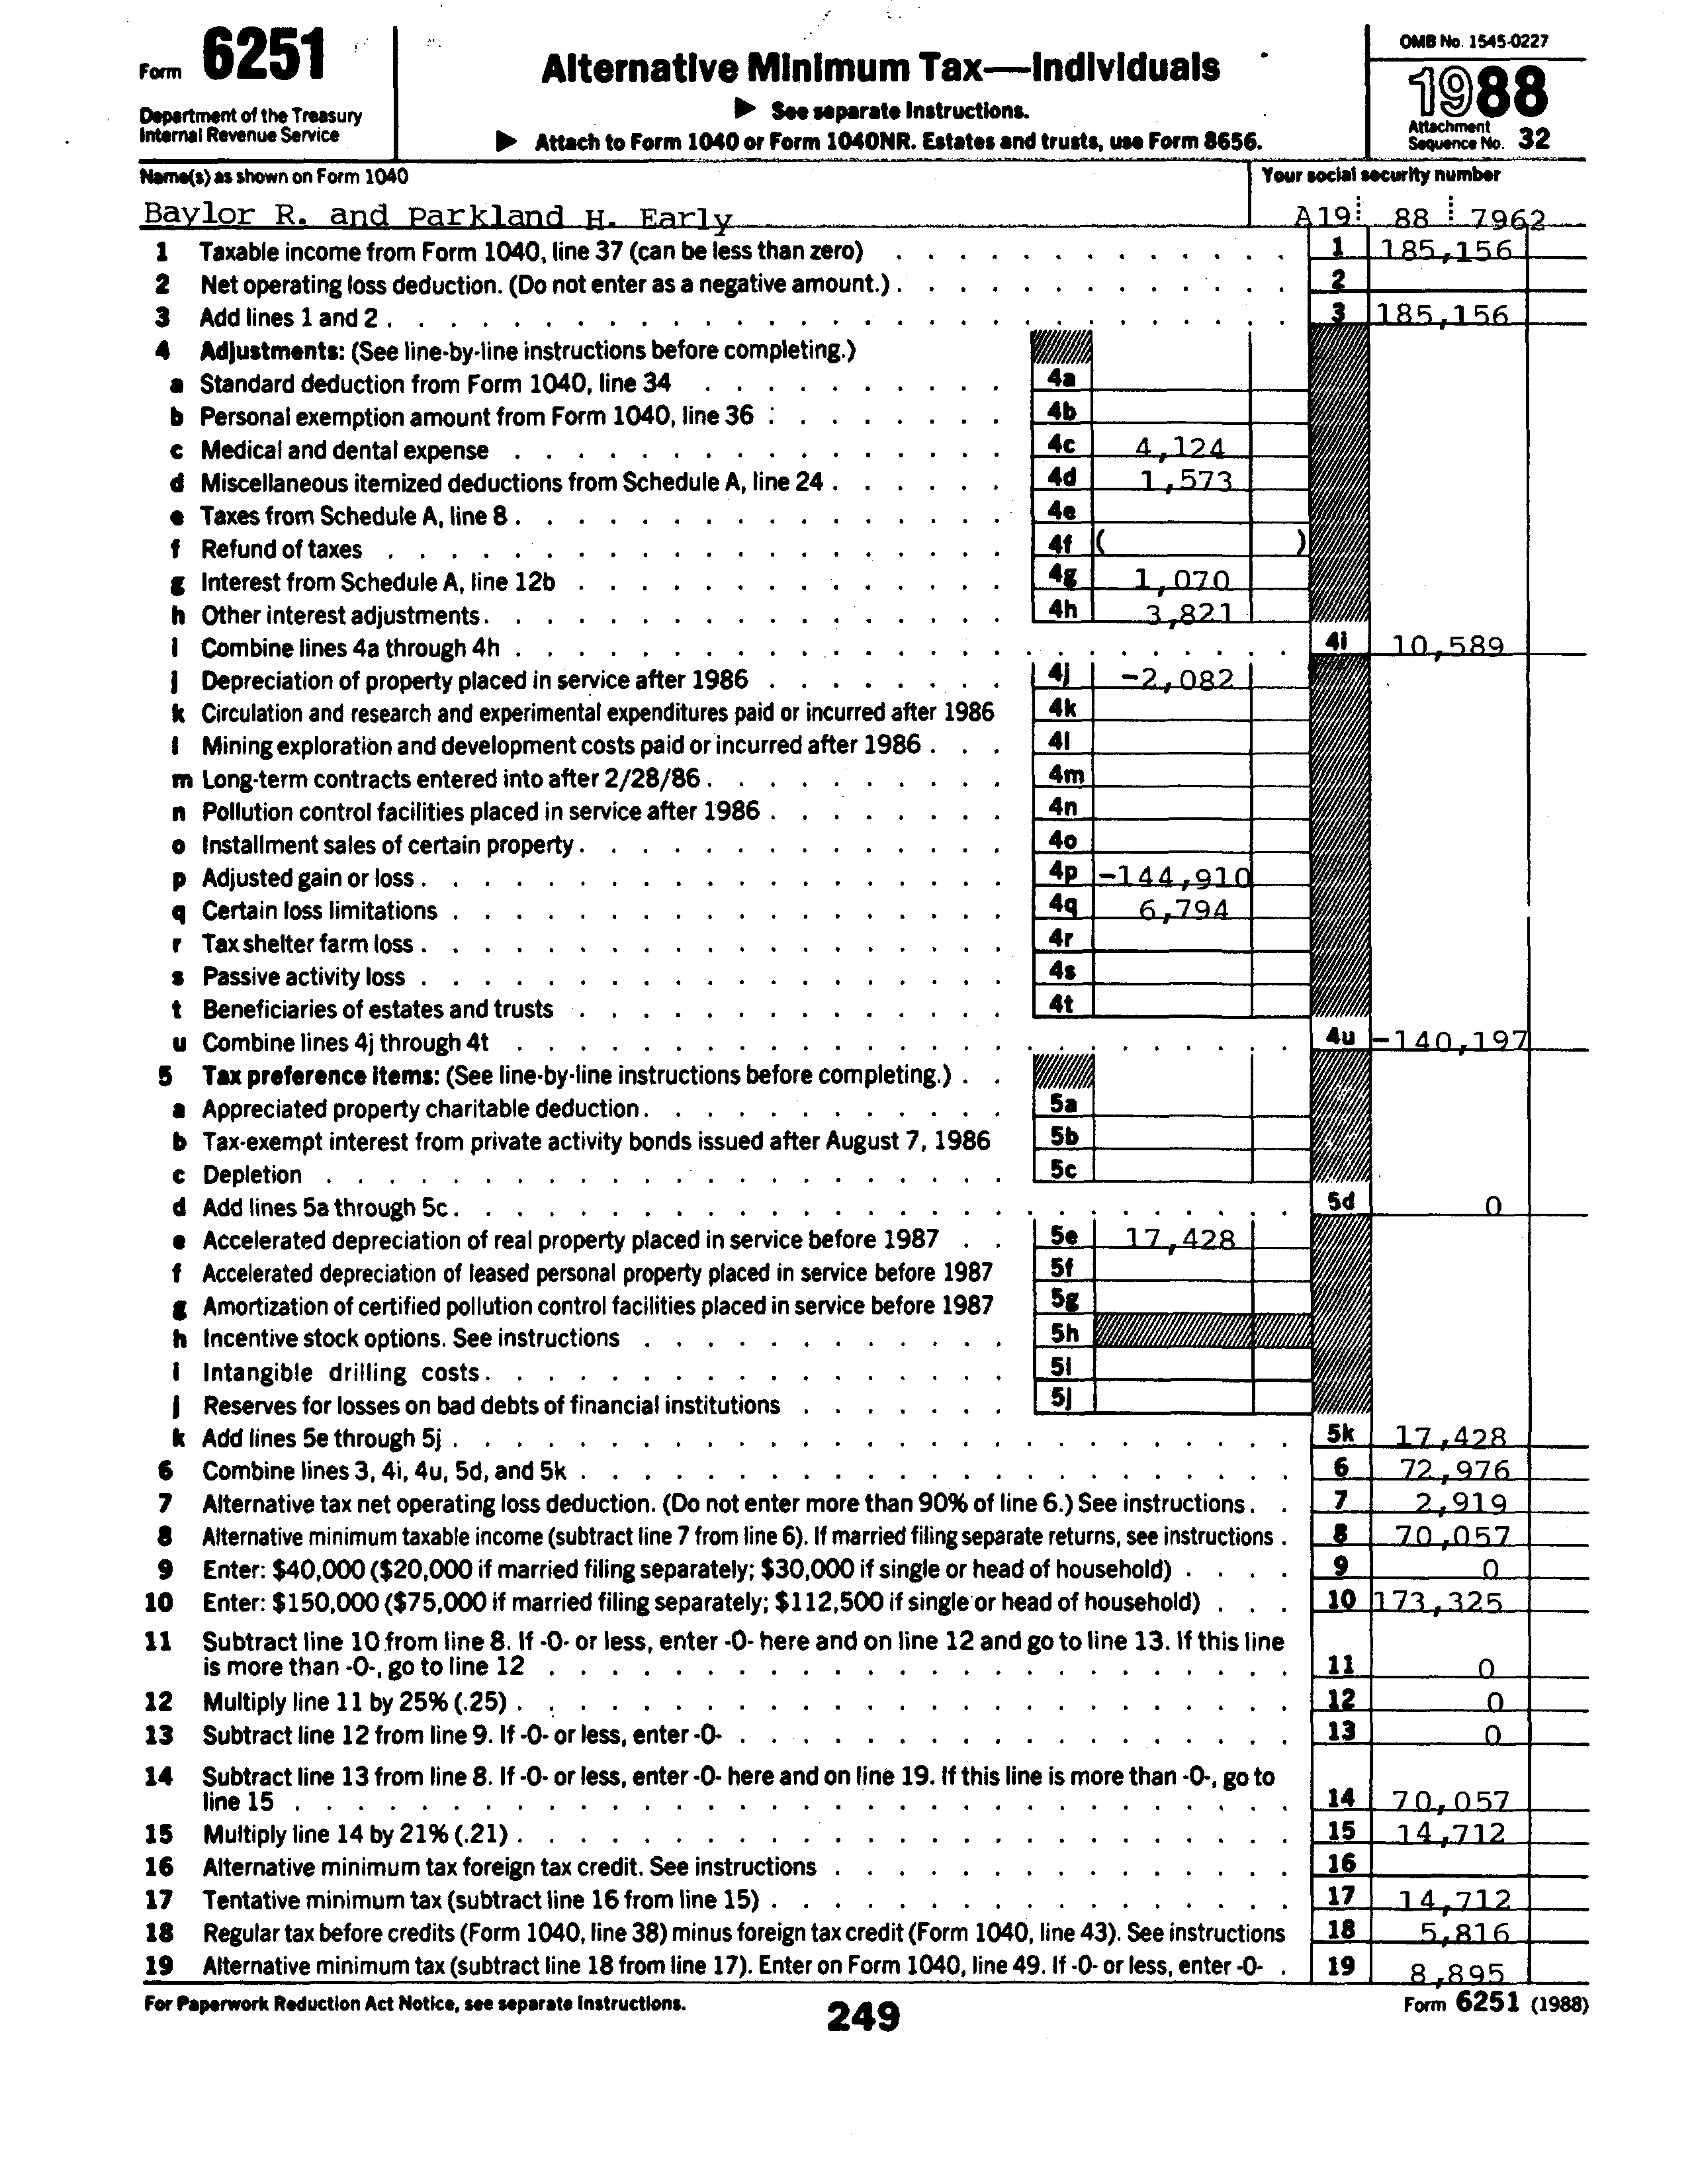 Form 6251
Department of the Treasury
Internal Revenue Service
Alternative Minimum Tax—Individuals
▶ See separate Instructions.
▶ Attach to Form 1040 or Form 1040NR. Estates and trusts, use Form 8656.
OMB No. 1545-0227
1988
Attachment
Sequence No. 32
Name(s) as shown on Form 1040
Your social security number
Baylor R. and Parkland H. Early A19 88 7962
1 Taxable income from Form 1040, line 37 (can be less than zero) 1 185,156
2 Net operating loss deduction. (Do not enter as a negative amount.) 2
3 Add lines 1 and 2 3 185,156
4 Adjustments: (See line-by-line instructions before completing.)
a Standard deduction from Form 1040, line 34 4a
b Personal exemption amount from Form 1040, line 36 4b
c Medical and dental expense 4c 4,124
d Miscellaneous itemized deductions from Schedule A, line 24 4d 1,573
e Taxes from Schedule A, line 8 4e
f Refund of taxes 4f ( )
g Interest from Schedule A, line 12b 4g 1,070
h Other interest adjustments 4h 3,821
i Combine lines 4a through 4h 4i 10,589
j Depreciation of property placed in service after 1986 4j -2,082
k Circulation and research and experimental expenditures paid or incurred after 1986 4k
l Mining exploration and development costs paid or incurred after 1986 4l
m Long-term contracts entered into after 2/28/86 4m
n Pollution control facilities placed in service after 1986 4n
o Installment sales of certain property 4o
p Adjusted gain or loss 4p -144,910
q Certain loss limitations 4q 6,794
r Tax shelter farm loss 4r
s Passive activity loss 4s
t Beneficiaries of estates and trusts 4t
u Combine lines 4j through 4t 4u -140,197
5 Tax preference items: (See line-by-line instructions before completing.)
a Appreciated property charitable deduction 5a
b Tax-exempt interest from private activity bonds issued after August 7, 1986 5b
c Depletion 5c
d Add lines 5a through 5c 5d 0
e Accelerated depreciation of real property placed in service before 1987 5e 17,428
f Accelerated depreciation of leased personal property placed in service before 1987 5f
g Amortization of certified pollution control facilities placed in service before 1987 5g
h Incentive stock options. See instructions 5h
i Intangible drilling costs 5i
j Reserves for losses on bad debts of financial institutions 5j
k Add lines 5e through 5j 5k 17,428
6 Combine lines 3, 4i, 4u, 5d, and 5k 6 72,976
7 Alternative tax net operating loss deduction. (Do not enter more than 90% of line 6.) See instructions 7 2,919
8 Alternative minimum taxable income (subtract line 7 from line 6). If married filing separate returns, see instructions 8 70,057
9 Enter: $40,000 ($20,000 if married filing separately; $30,000 if single or head of household) 9 0
10 Enter: $150,000 ($75,000 if married filing separately; $112,500 if single or head of household) 10 173,325
11 Subtract line 10 from line 8. If -0- or less, enter -0- here and on line 12 and go to line 13. If this line
is more than -0-, go to line 12 11 0
12 Multiply line 11 by 25% (.25) 12 0
13 Subtract line 12 from line 9. If -0- or less, enter -0- 13 0
14 Subtract line 13 from line 8. If -0- or less, enter -0- here and on line 19. If this line is more than -0-, go to
line 15 14 70,057
15 Multiply line 14 by 21% (.21) 15 14,712
16 Alternative minimum tax foreign tax credit. See instructions 16
17 Tentative minimum tax (subtract line 16 from line 15) 17 14,712
18 Regular tax before credits (Form 1040, line 38) minus foreign tax credit (Form 1040, line 43). See instructions 18 5,816
19 Alternative minimum tax (subtract line 18 from line 17). Enter on Form 1040, line 49. If -0- or less, enter -0- 19 8,895
For Paperwork Reduction Act Notice, see separate Instructions.
249
Form 6251 (1988)